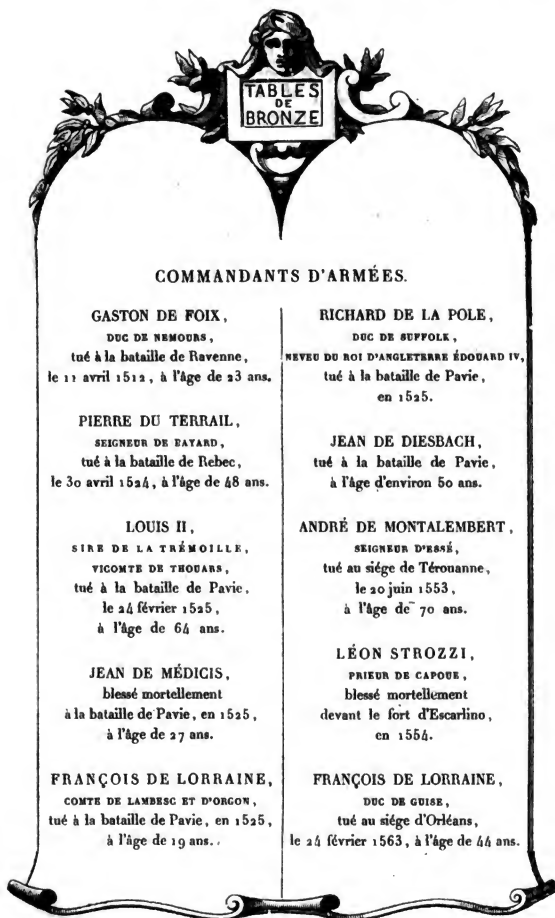 TABLES
DE
BRONZE
COMMANDANTS D'ARMÉES.
GASTON DE FOIX,
DUC DE NEMOURS,
tué à la bataille de Ravenne,
le 11 avril 1512, à l'âge de 23 ans.
PIERRE DU TERRAIL,
SEIGNEUR DE BAYARD,
tué à la bataille de Rebec,
le 30 avril 1524, à l'âge de 48 ans.
LOUIS II,
SIRE DE LA TRÉMOILLE,
VICOMTE DE THOUARS,
tué à la bataille de Pavie,
le 24 février 1525,
à l'âge de 64 ans.
JEAN DE MÉDICIS,
blessé mortellement
à la bataille de Pavie, en 1525,
à l'âge de 27 ans.
FRANÇOIS DE LORRAINE,
COMTE DE LAMBESC ET D'ORGON,
tué à la bataille de Pavie, en 1525,
à l'âge de 19 ans.
RICHARD DE LA POLE,
DUC DE SUFFOLK,
NEVEU DU ROI D'ANGLETERRE ÉDOUARD IV,
tué à la bataille de Pavie,
en 1525.
JEAN DE DIESBACH,
tué à la bataille de Pavie,
à l'âge d'environ 50 ans.
ANDRÉ DE MONTALEMBERT,
SEIGNEUR D'ESSÉ,
tué au siége de Térouanne,
le 20 juin 1553,
à l'âge de 70 ans.
LÉON STROZZI,
PRIEUR DE CAPOUE,
blessé mortellement
devant le fort d'Escarlino,
en 1554.
FRANÇOIS DE LORRAINE,
DUC DE GUISE,
tué au siége d'Orléans,
le 24 février 1563, à l'âge de 44 ans.